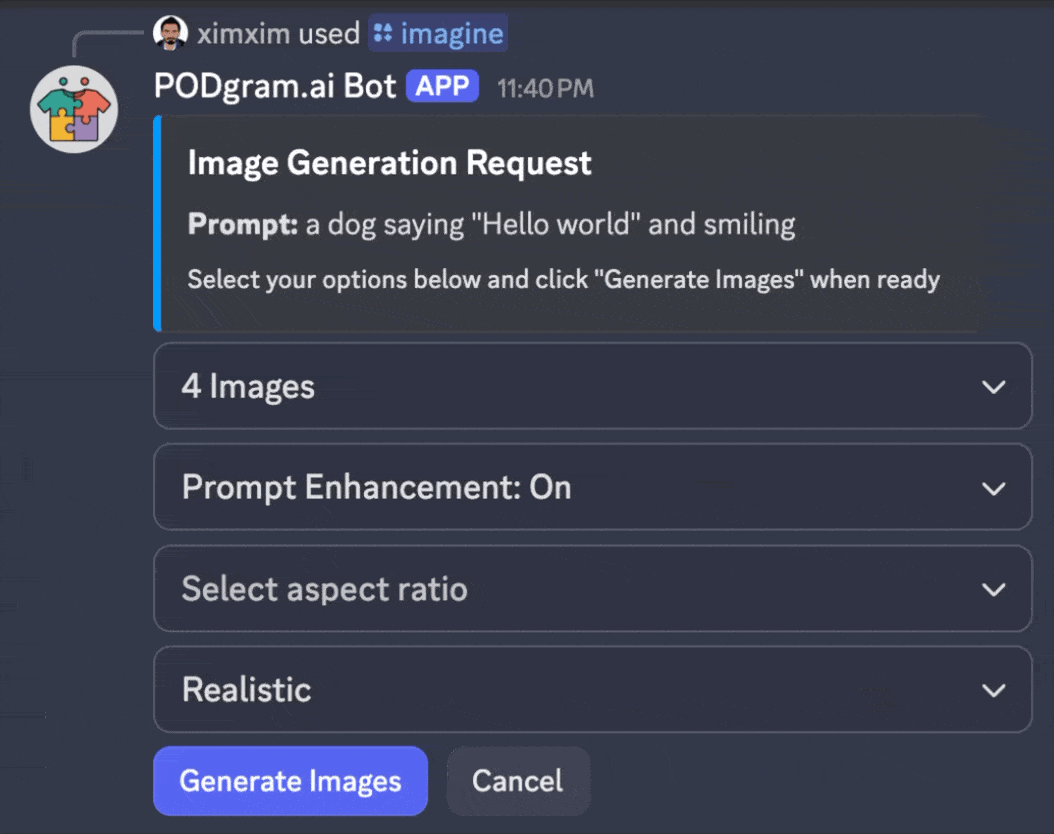 ximxim used imagine
PODgram.ai Bot APP 11:40 PM
Image Generation Request
Prompt: a dog saying "Hello world" and smiling
Select your options below and click "Generate Images" when ready
4 Images
Prompt Enhancement: On
Select aspect ratio
Realistic
Generate Images Cancel